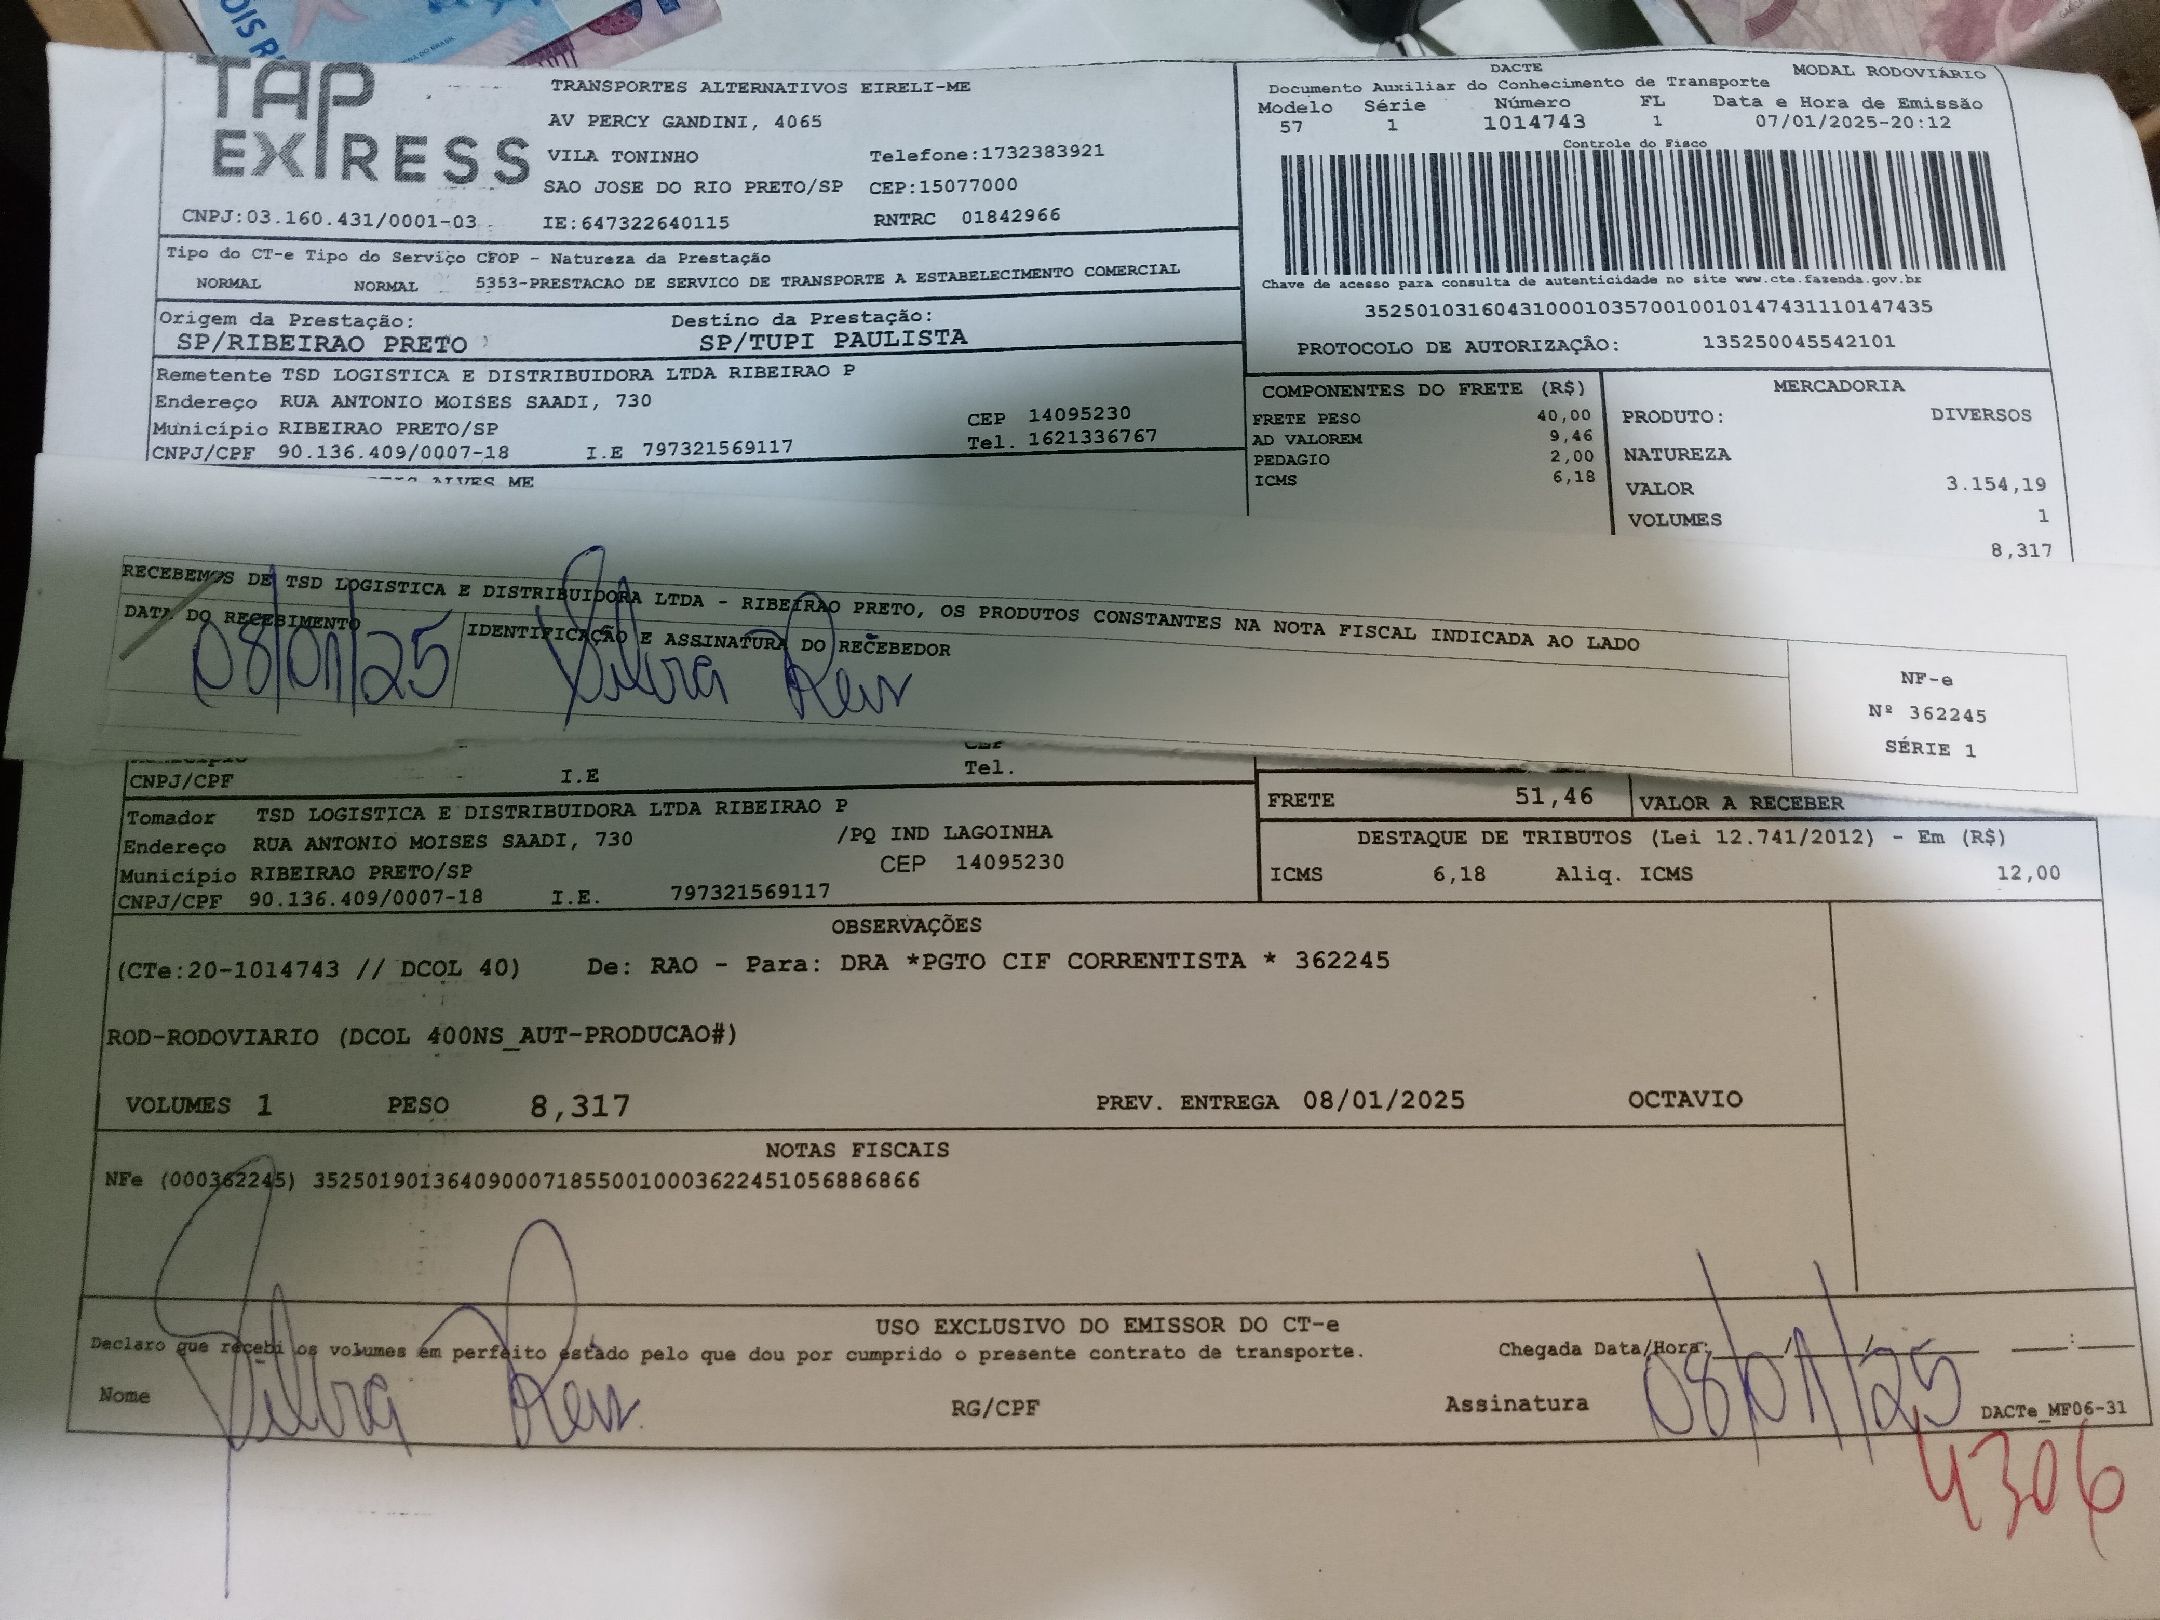 TAP
EXPRESS
TRANSPORTES ALTERNATIVOS EIRELI-ME
AV PERCY GANDINI, 4065
VILA TONINHO Telefone:1732383921
SAO JOSE DO RIO PRETO/SP CEP:15077000
CNPJ:03.160.431/0001-03 IE:647322640115 RNTRC 01842966
DACTE MODAL RODOVIÁRIO
Documento Auxiliar do Conhecimento de Transporte
Modelo Série Número FL Data e Hora de Emissão
57 1 1014743 1 07/01/2025-20:12
Controle do Fisco
Chave de acesso para consulta de autenticidade no site www.cte.fazenda.gov.br
35250103160431000103570010010147431110147435
PROTOCOLO DE AUTORIZAÇÃO: 135250045542101
Tipo do CT-e Tipo do Serviço CFOP - Natureza da Prestação
NORMAL NORMAL 5353-PRESTACAO DE SERVICO DE TRANSPORTE A ESTABELECIMENTO COMERCIAL
Origem da Prestação: Destino da Prestação:
SP/RIBEIRAO PRETO SP/TUPI PAULISTA
Remetente TSD LOGISTICA E DISTRIBUIDORA LTDA RIBEIRAO P
Endereço RUA ANTONIO MOISES SAADI, 730
Município RIBEIRAO PRETO/SP CEP 14095230
CNPJ/CPF 90.136.409/0007-18 I.E 797321569117 Tel. 1621336767
ALVES ME
COMPONENTES DO FRETE (R$)
FRETE PESO 40,00
AD VALOREM 9,46
PEDAGIO 2,00
ICMS 6,18
MERCADORIA
PRODUTO: DIVERSOS
NATUREZA
VALOR 3.154,19
VOLUMES 1
8,317
RECEBEMOS DE TSD LOGISTICA E DISTRIBUIDORA LTDA - RIBEIRAO PRETO, OS PRODUTOS CONSTANTES NA NOTA FISCAL INDICADA AO LADO
DATA DO RECEBIMENTO IDENTIFICAÇÃO E ASSINATURA DO RECEBEDOR
08/01/25 Silvia Reis
NF-e
Nº 362245
SÉRIE 1
CEP
CNPJ/CPF I.E Tel.
FRETE 51,46 VALOR A RECEBER
Tomador TSD LOGISTICA E DISTRIBUIDORA LTDA RIBEIRAO P
Endereço RUA ANTONIO MOISES SAADI, 730 /PQ IND LAGOINHA
Município RIBEIRAO PRETO/SP CEP 14095230
CNPJ/CPF 90.136.409/0007-18 I.E. 797321569117
DESTAQUE DE TRIBUTOS (Lei 12.741/2012) - Em (R$)
ICMS 6,18 Aliq. ICMS 12,00
OBSERVAÇÕES
(CTe:20-1014743 // DCOL 40) De: RAO - Para: DRA *PGTO CIF CORRENTISTA * 362245
ROD-RODOVIARIO (DCOL 400NS_AUT-PRODUCAO#)
VOLUMES 1 PESO 8,317 PREV. ENTREGA 08/01/2025 OCTAVIO
NOTAS FISCAIS
NFe (000362245) 35250190136409000718550010003622451056886866
USO EXCLUSIVO DO EMISSOR DO CT-e
Declaro que recebi os volumes em perfeito estado pelo que dou por cumprido o presente contrato de transporte. Chegada Data/Hora:___/___/___ ___:___
Nome Silvia Reis RG/CPF Assinatura 08/01/25 DACTe_MF06-31
4306